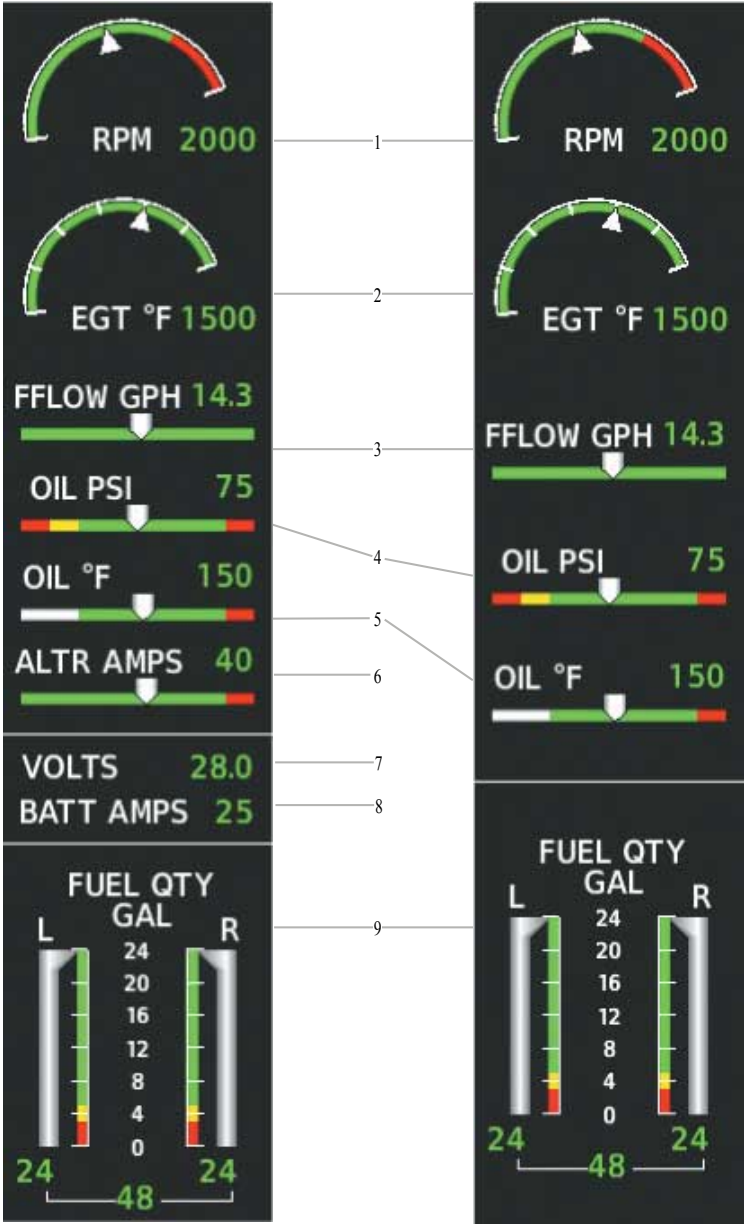 RPM 2000
1
RPM 2000
EGT °F 1500
2
EGT °F 1500
FFLOW GPH 14.3
3
FFLOW GPH 14.3
OIL PSI 75
4
OIL PSI 75
OIL °F 150
5
OIL °F 150
ALTR AMPS 40
6
VOLTS 28.0
7
BATT AMPS 25
8
FUEL QTY
GAL
L R
24
20
16
12
8
4
0
24 24
48
9
FUEL QTY
GAL
L R
24
20
16
12
8
4
0
24 24
48